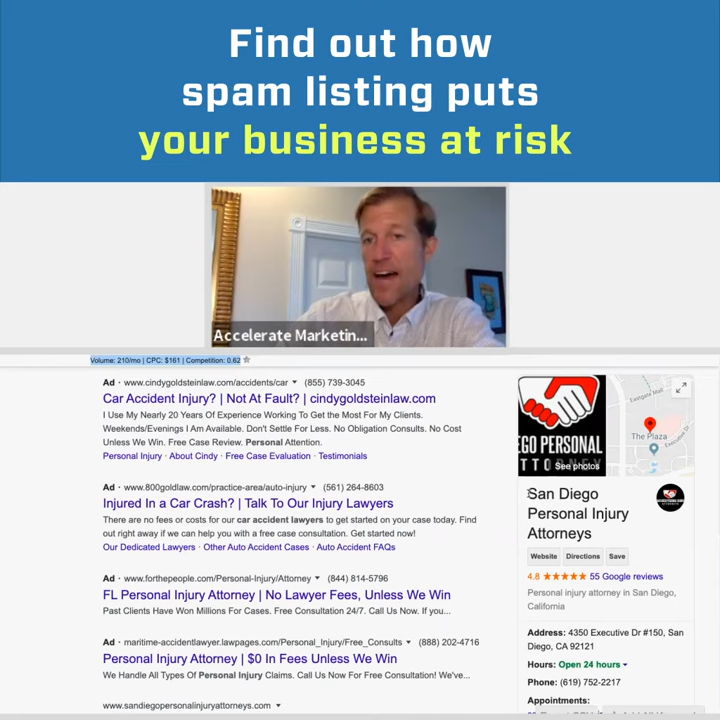 Find out how
spam listing puts
your business at risk
Accelerate Marketin...
Volume: 210/mo | CPC: $161 | Competition: 0.62
Ad · www.cindygoldsteinlaw.com/accidents/car (855) 739-3045
Car Accident Injury? | Not At Fault? | cindygoldsteinlaw.com
I Use My Nearly 20 Years Of Experience Working To Get the Most For My Clients.
Weekends/Evenings I Am Available. Don't Settle For Less. No Obligation Consults. No Cost
Unless We Win. Free Case Review. Personal Attention.
Personal Injury · About Cindy · Free Case Evaluation · Testimonials
Ad · www.800goldlaw.com/practice-area/auto-injury (561) 264-8603
Injured In a Car Crash? | Talk To Our Injury Lawyers
There are no fees or costs for our car accident lawyers to get started on your case today. Find
out right away if we can help you with a free case consultation. Get started now!
Our Dedicated Lawyers · Other Auto Accident Cases · Auto Accident FAQs
Ad · www.forthepeople.com/Personal-Injury/Attorney (844) 814-5796
FL Personal Injury Attorney | No Lawyer Fees, Unless We Win
Past Clients Have Won Millions For Cases. Free Consultation 24/7. Call Us Now. If you...
Ad · maritime-accidentlawyer.lawpages.com/Personal_Injury/Free_Consults (888) 202-4716
Personal Injury Attorney | $0 In Fees Unless We Win
We Handle All Types Of Personal Injury Claims. Call Us Now For Free Consultation! We've...
www.sandiegopersonalinjuryattorneys.com
EGO PERSONAL
See photos
Eastgate Mall
The Plaza
Executive Dr
San Diego
Personal Injury
Attorneys
Website Directions Save
4.8 ★★★★★ 55 Google reviews
Personal injury attorney in San Diego,
California
Address: 4350 Executive Dr #150, San
Diego, CA 92121
Hours: Open 24 hours
Phone: (619) 752-2217
Appointments: